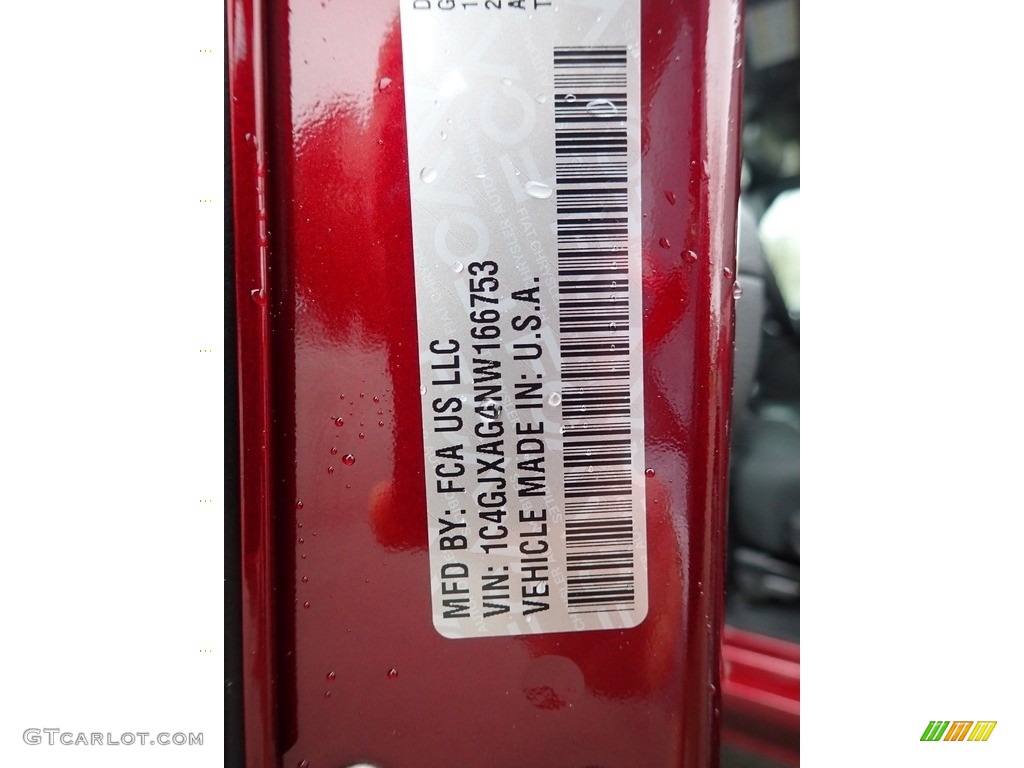 MFD BY: FCA US LLC
VIN: 1C4GJXAG4NW166753
VEHICLE MADE IN: U.S.A.
GTCARLOT.COM